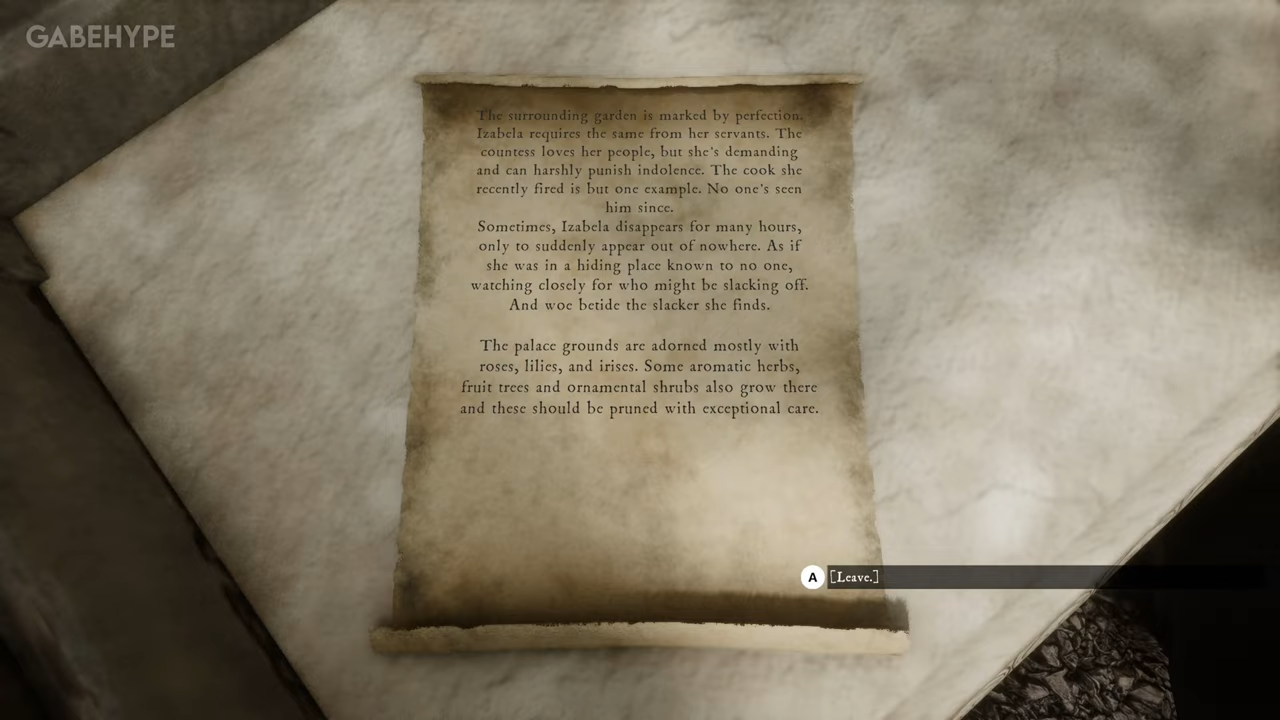 GABEHYPE
The surrounding garden is marked by perfection.
Izabela requires the same from her servants. The
countess loves her people, but she's demanding
and can harshly punish indolence. The cook she
recently fired is but one example. No one's seen
him since.
Sometimes, Izabela disappears for many hours,
only to suddenly appear out of nowhere. As if
she was in a hiding place known to no one,
watching closely for who might be slacking off.
And woe betide the slacker she finds.
The palace grounds are adorned mostly with
roses, lilies, and irises. Some aromatic herbs,
fruit trees and ornamental shrubs also grow there
and these should be pruned with exceptional care.
A [Leave.]